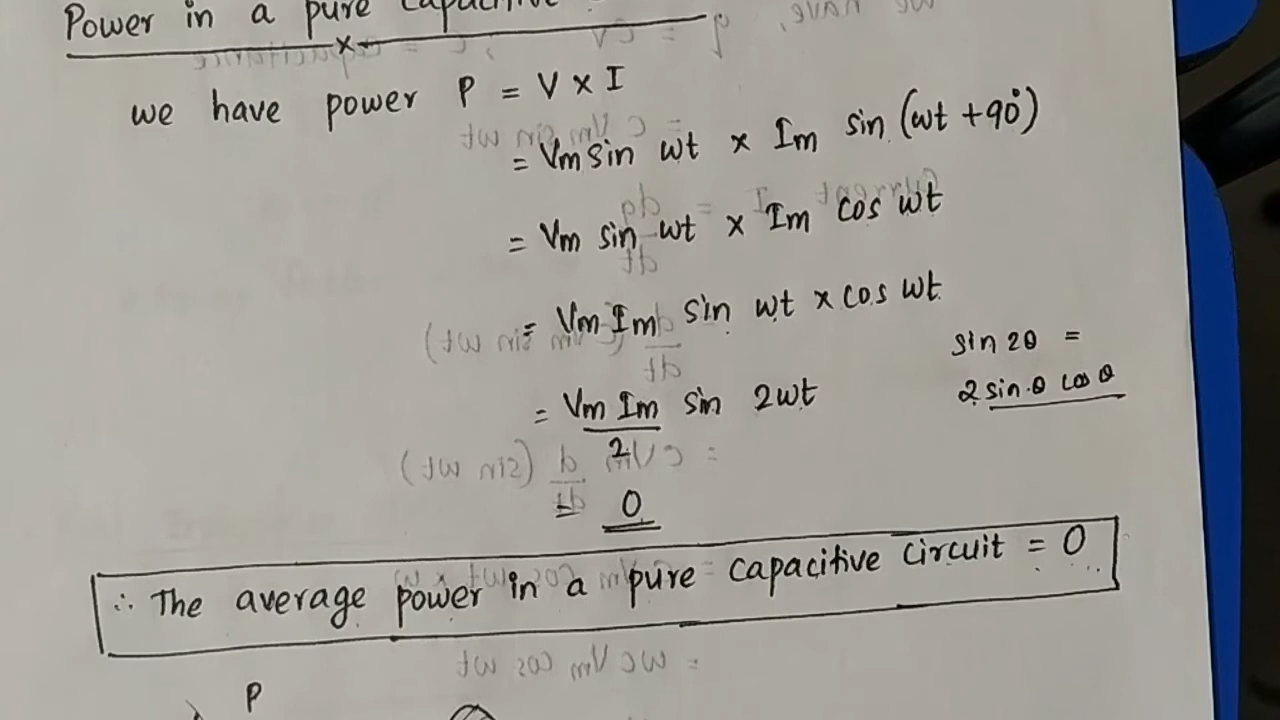 Power in a pure capacitive
we have power P = V × I
= Vm sin wt × Im sin (wt + 90°)
= Vm sin wt × Im cos wt
= Vm Im sin wt × cos wt
sin 2θ =
2 sin θ cos θ
= Vm Im / 2 sin 2wt
= 0
∴ The average power in a pure capacitive circuit = 0
P